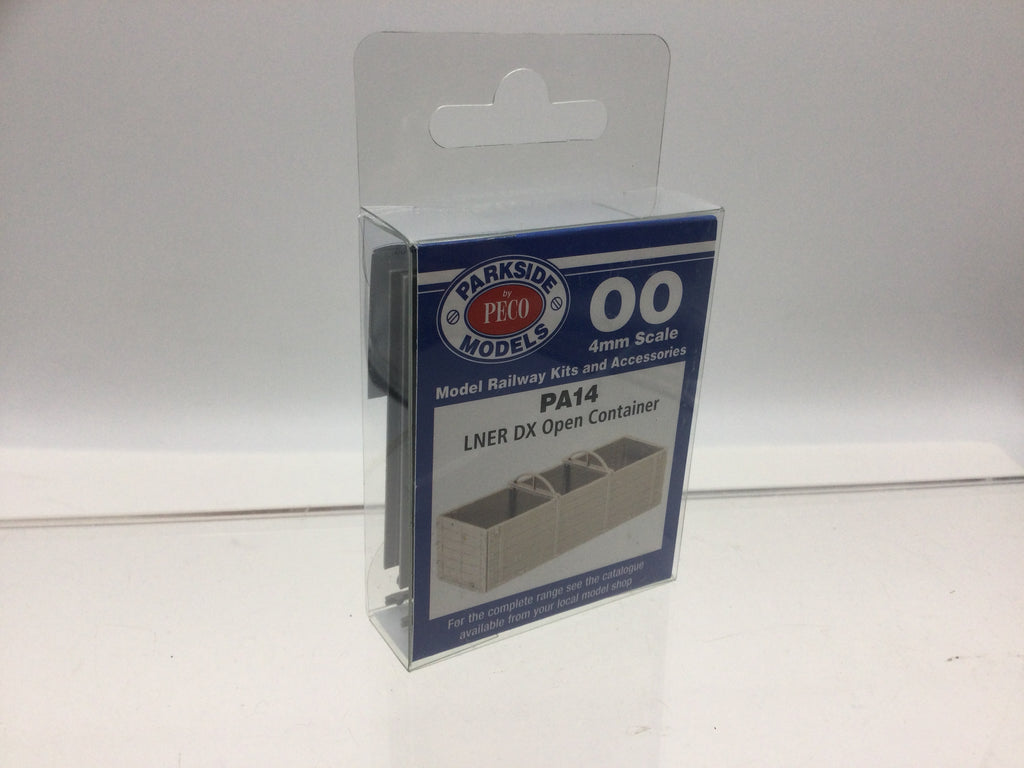 PARKSIDE
by
PECO
MODELS
OO
4mm Scale
Model Railway Kits and Accessories
PA14
LNER DX Open Container
For the complete range see the catalogue
available from your local model shop